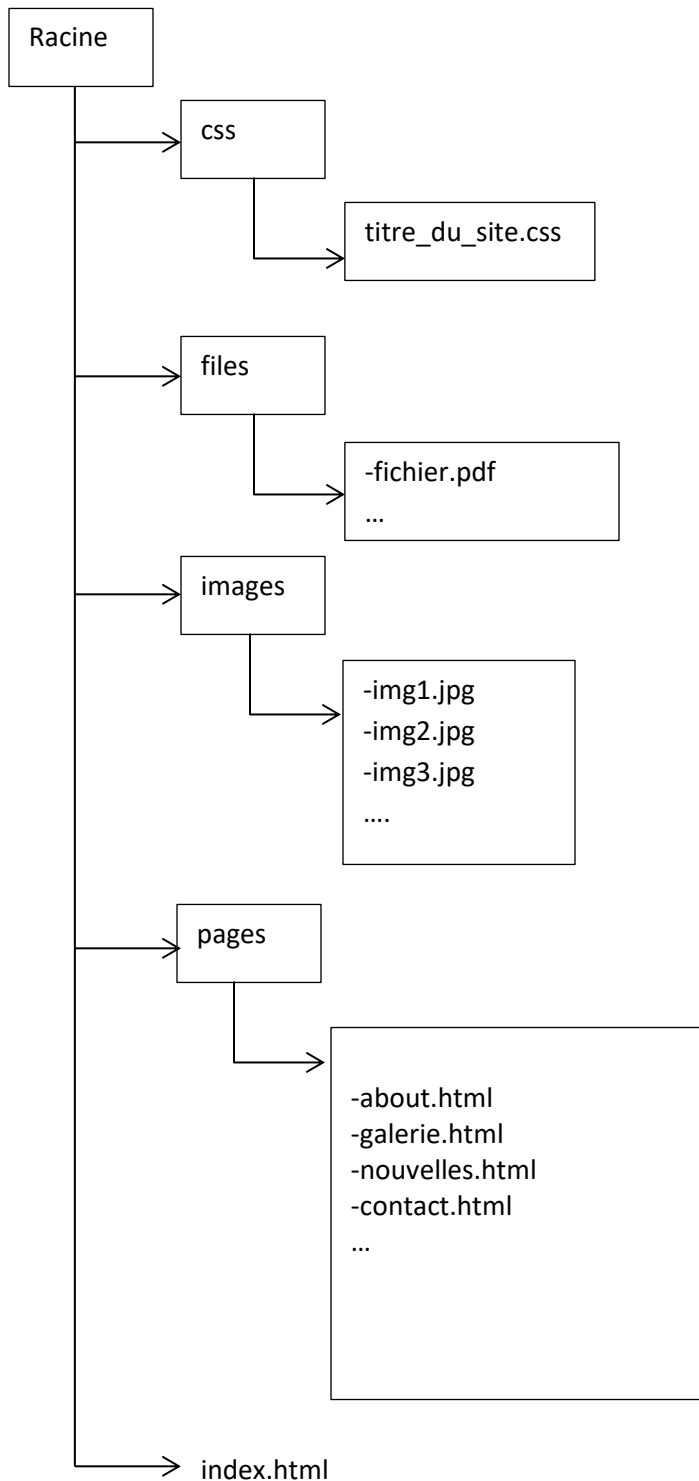 Racine
css
titre_du_site.css
files
-fichier.pdf
...
images
-img1.jpg
-img2.jpg
-img3.jpg
....
pages
-about.html
-galerie.html
-nouvelles.html
-contact.html
...
index.html